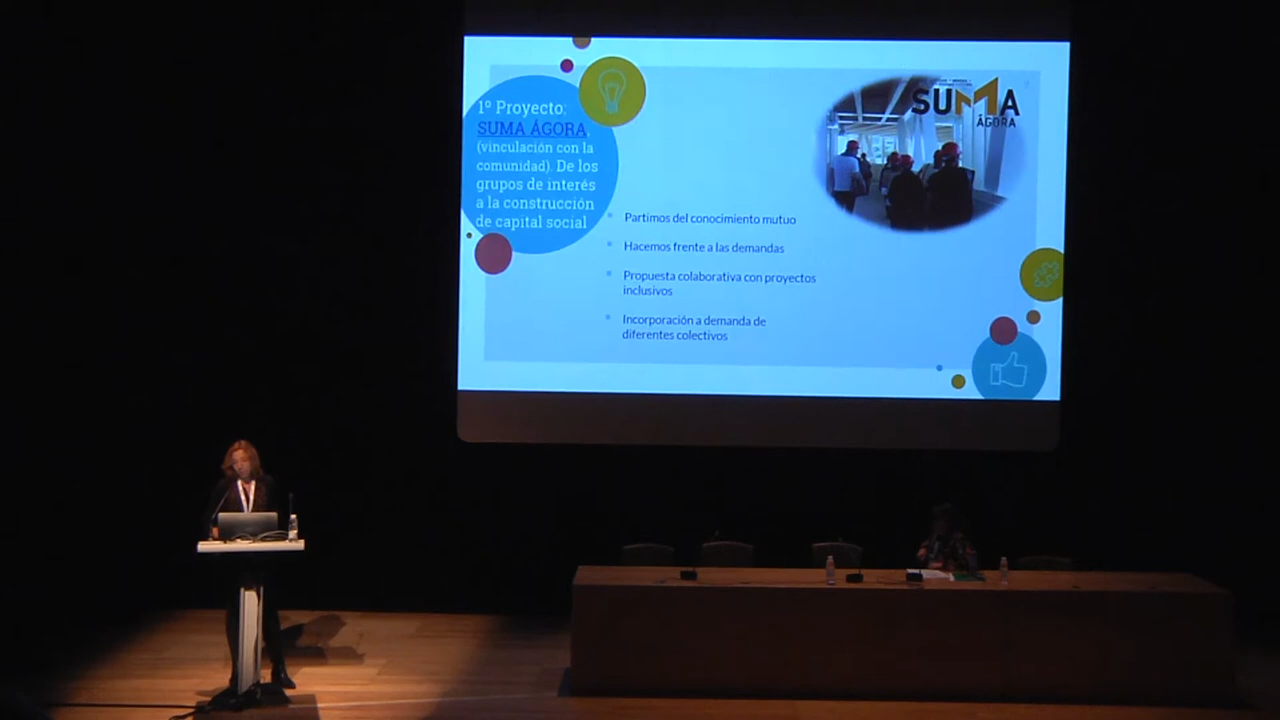 1º Proyecto:
SUMA ÁGORA.
(vinculación con la
comunidad). De los
grupos de interés
a la construcción
de capital social
SUMA
ÁGORA
Partimos del conocimiento mutuo
Hacemos frente a las demandas
Propuesta colaborativa con proyectos
inclusivos
Incorporación a demanda de
diferentes colectivos